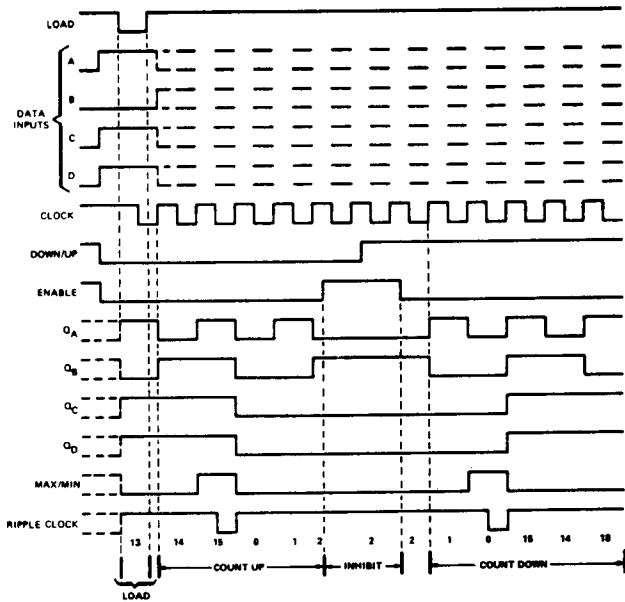 LOAD
A
B
DATA
INPUTS
C
D
CLOCK
DOWN/UP
ENABLE
QA
QB
QC
QD
MAX/MIN
RIPPLE CLOCK
13 14 15 0 1 2 2 2 1 0 15 14 18
COUNT UP INHIBIT COUNT DOWN
LOAD